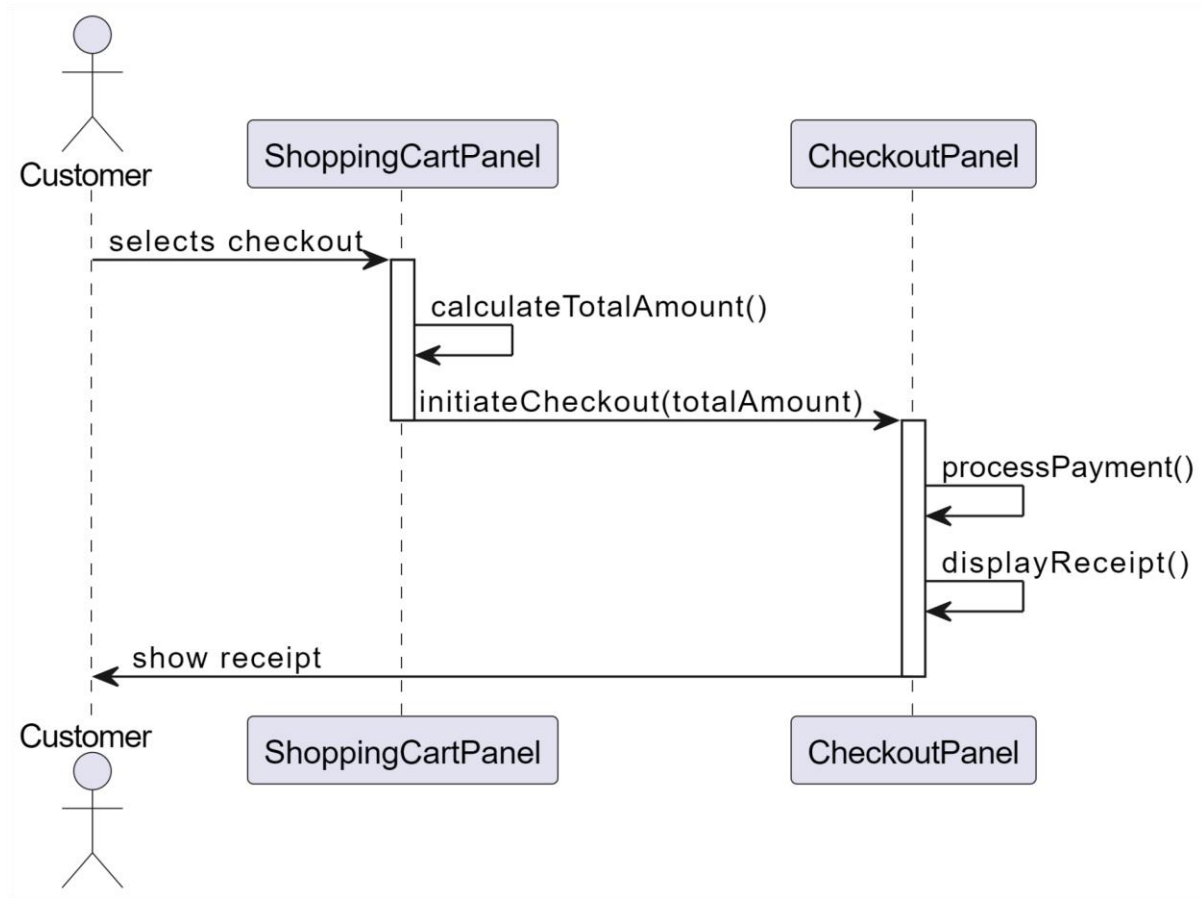 Customer
ShoppingCartPanel
CheckoutPanel
selects checkout
calculateTotalAmount()
initiateCheckout(totalAmount)
processPayment()
displayReceipt()
show receipt
Customer
ShoppingCartPanel
CheckoutPanel